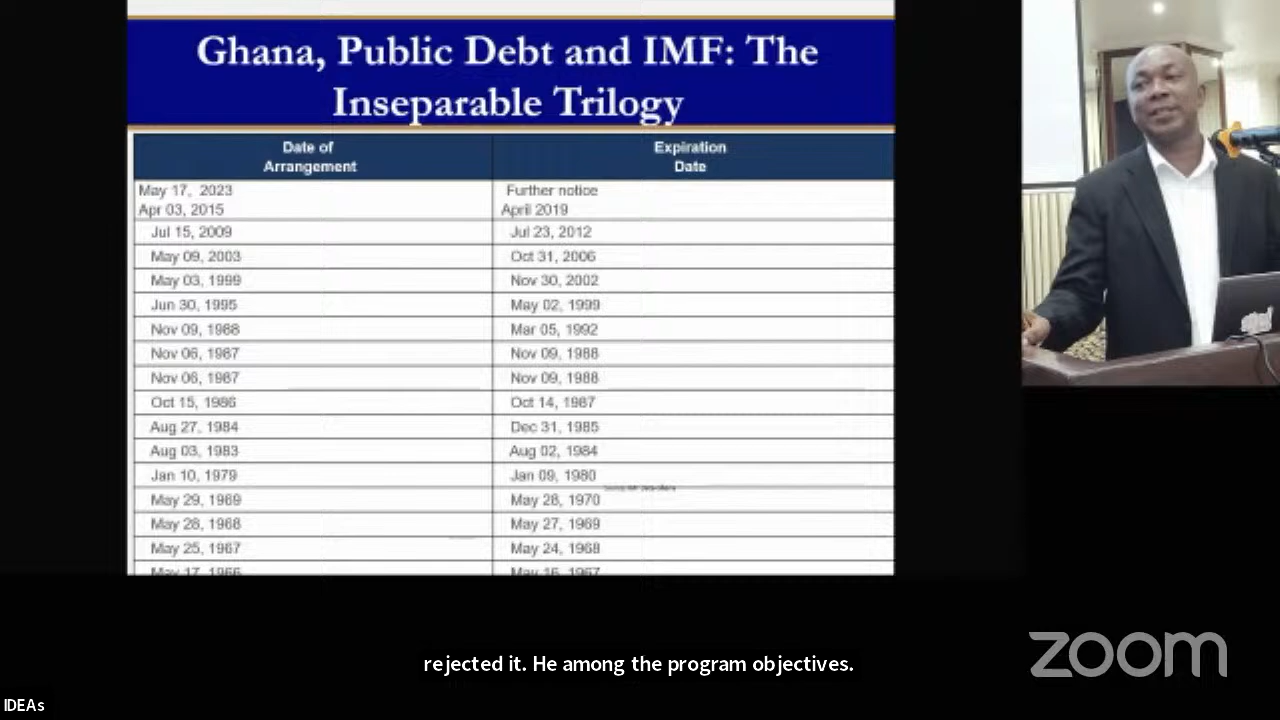 Ghana, Public Debt and IMF: The
Inseparable Trilogy
Date of Arrangement Expiration Date
May 17, 2023 Further notice
Apr 03, 2015 April 2019
Jul 15, 2009 Jul 23, 2012
May 09, 2003 Oct 31, 2006
May 03, 1999 Nov 30, 2002
Jun 30, 1995 May 02, 1999
Nov 09, 1988 Mar 05, 1992
Nov 06, 1987 Nov 09, 1988
Nov 06, 1987 Nov 09, 1988
Oct 15, 1986 Oct 14, 1987
Aug 27, 1984 Dec 31, 1985
Aug 03, 1983 Aug 02, 1984
Jan 10, 1979 Jan 09, 1980
May 29, 1969 May 28, 1970
May 28, 1968 May 27, 1969
May 25, 1967 May 24, 1968
May 17, 1966 May 16, 1967
rejected it. He among the program objectives.
zoom
IDEAs